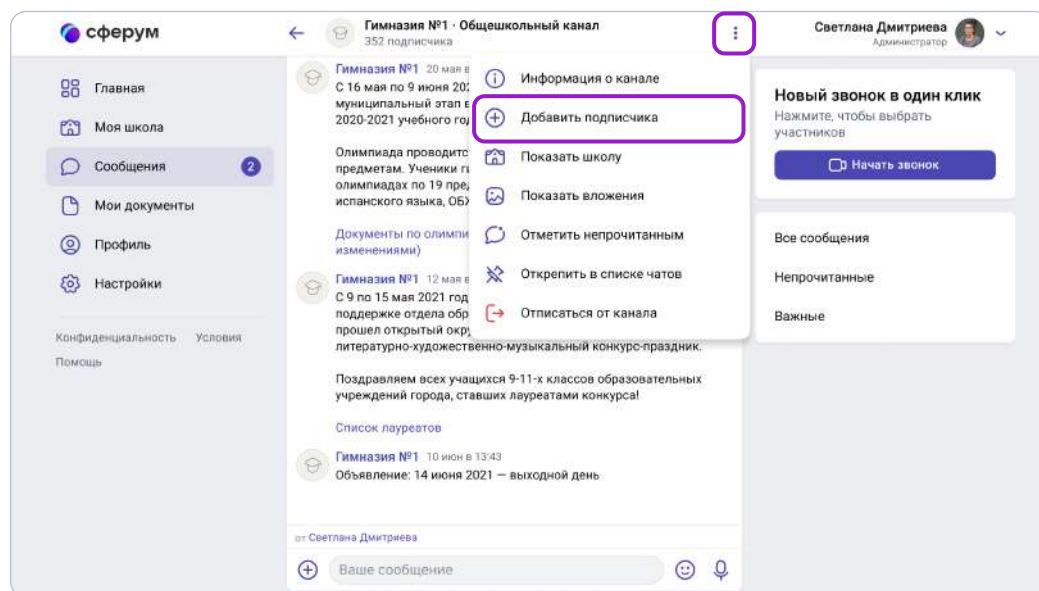 сферум
Гимназия №1 · Общешкольный канал
352 подписчика
Светлана Дмитриева
Администратор
Главная
Моя школа
Сообщения 2
Мои документы
Профиль
Настройки
Конфиденциальность Условия
Помощь
Гимназия №1 20 мая в
С 16 мая по 9 июня 202
муниципальный этап в
2020-2021 учебного го
Олимпиада проводитс
предметам. Ученики
олимпиадах по 19 пре
испанского языка, ОБ
Документы по олимпи
изменениями)
Гимназия №1 12 мая в
С 9 по 15 мая 2021 год
поддержке отдела обр
прошел открытый окру
литературно-художественно-музыкальный конкурс-праздник.
Поздравляем всех учащихся 9-11-х классов образовательных
учреждений города, ставших лауреатами конкурса!
Список лауреатов
Гимназия №1 10 июн в 13:43
Объявление: 14 июня 2021 — выходной день
от Светлана Дмитриева
Ваше сообщение
Информация о канале
Добавить подписчика
Показать школу
Показать вложения
Отметить непрочитанным
Открепить в списке чатов
Отписаться от канала
Новый звонок в один клик
Нажмите, чтобы выбрать
участников
Начать звонок
Все сообщения
Непрочитанные
Важные